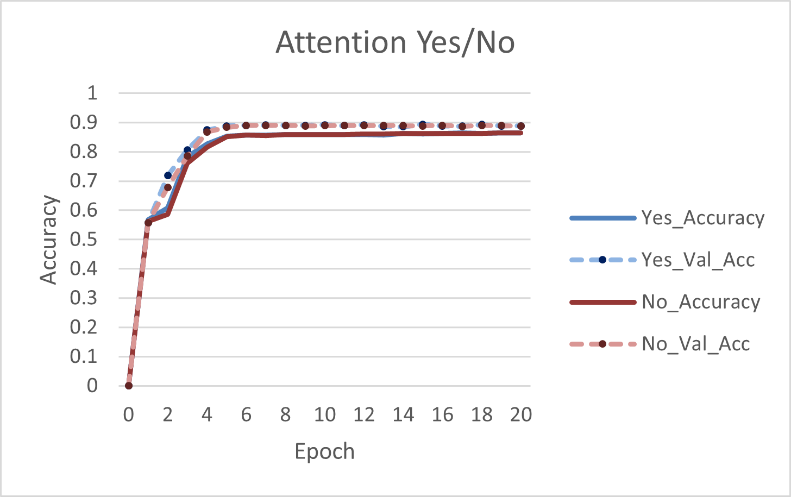 Attention Yes/No
1
0.9
0.8
0.7
0.6
0.5
0.4
0.3
0.2
0.1
0
Accuracy
0 2 4 6 8 10 12 14 16 18 20
Epoch
Yes_Accuracy
Yes_Val_Acc
No_Accuracy
No_Val_Acc